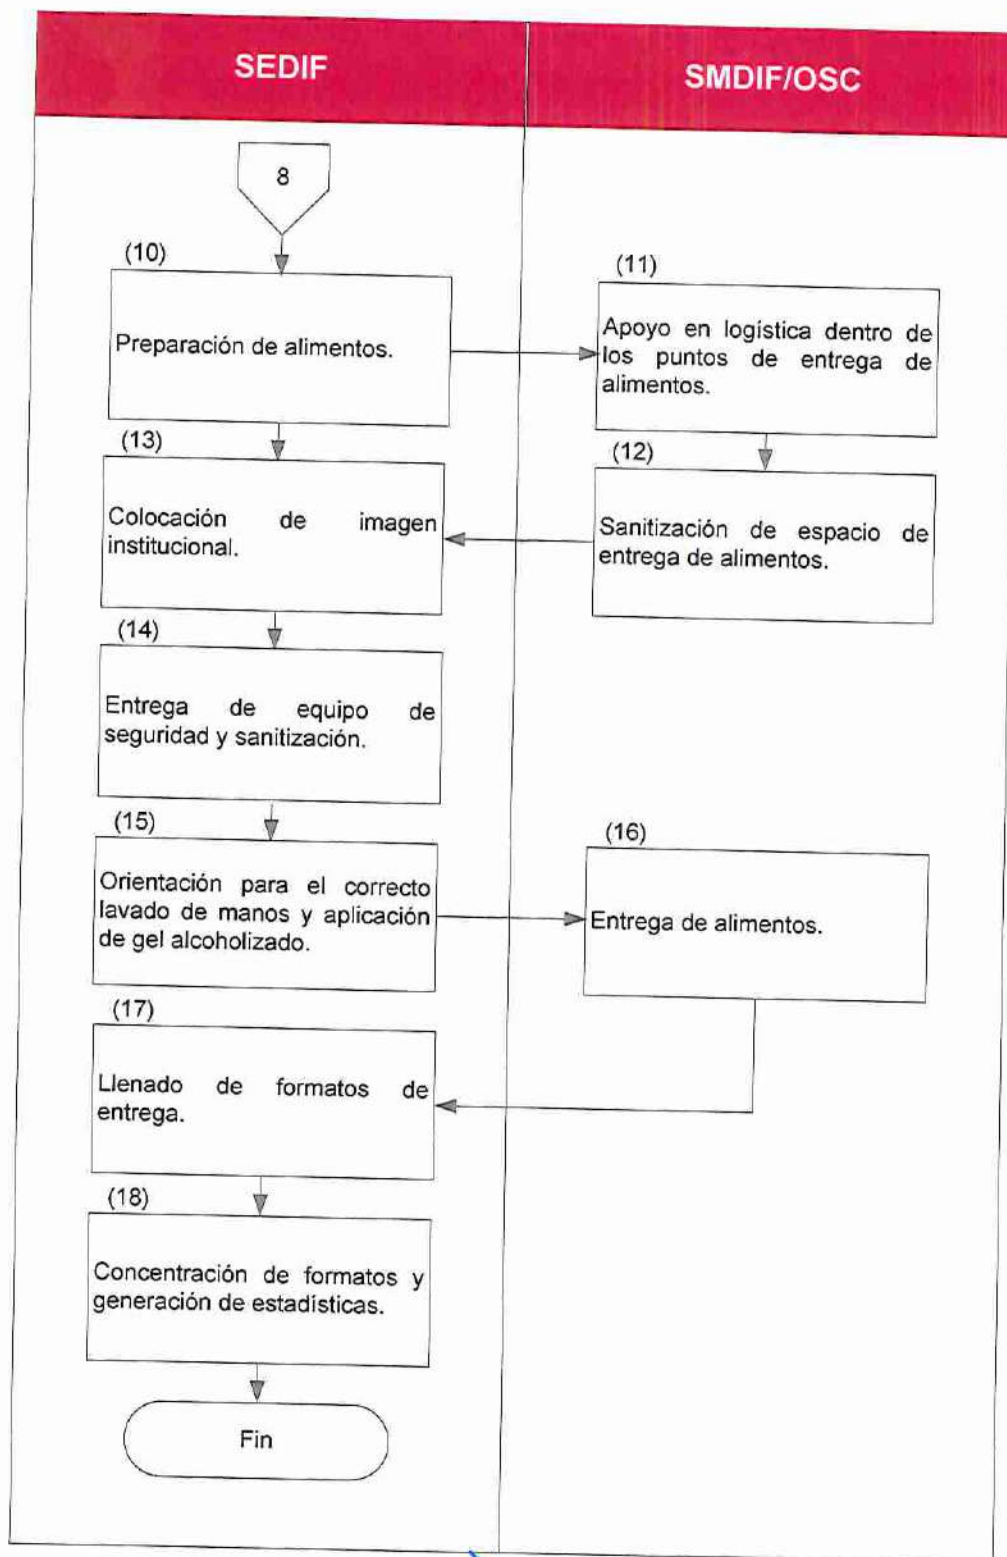 SEDIF
SMDIF/OSC
8
(10)
Preparación de alimentos.
(11)
Apoyo en logística dentro de
los puntos de entrega de
alimentos.
(12)
Sanitización de espacio de
entrega de alimentos.
(13)
Colocación de imagen
institucional.
(14)
Entrega de equipo de
seguridad y sanitización.
(15)
Orientación para el correcto
lavado de manos y aplicación
de gel alcoholizado.
(16)
Entrega de alimentos.
(17)
Llenado de formatos de
entrega.
(18)
Concentración de formatos y
generación de estadísticas.
Fin